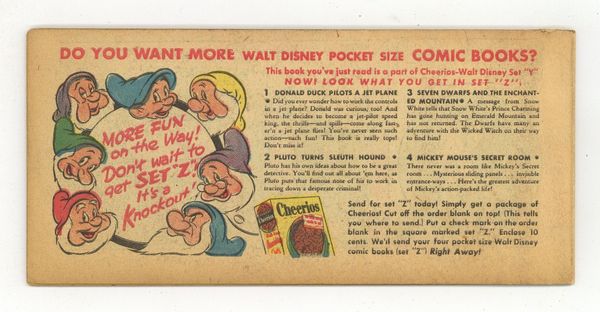 DO YOU WANT MORE WALT DISNEY POCKET SIZE COMIC BOOKS?
This book you've just read is a part of Cheerios-Walt Disney Set "Y"
NOW! LOOK WHAT YOU GET IN SET "Z":
MORE FUN
on the Way!
Don't wait to
get SET "Z".
It's a
Knockout!
1 DONALD DUCK PILOTS A JET PLANE
● Did you ever wonder how to work the controls
in a jet plane? Donald was curious, too! And
when he decides to become a jet-pilot speed
king, the thrills—and spills—come along fast-
er'n a jet plane flies! You've never seen such
action—such fun! This book is really tops!
Don't miss it!
2 PLUTO TURNS SLEUTH HOUND ●
Pluto has his own ideas about how to be a great
detective. You'll find out all about 'em here, as
Pluto puts that famous nose of his to work in
tracing down a desperate criminal!
3 SEVEN DWARFS AND THE ENCHANT-
ED MOUNTAIN ● A message from Snow
White tells that Snow White's Prince Charming
has gone hunting on Emerald Mountain and
has not returned. The Dwarfs have many an
adventure with the Wicked Witch on their way
to find him!
4 MICKEY MOUSE'S SECRET ROOM ●
There never was a room like Mickey's Secret
room . . . Mysterious sliding panels . . . invisible
entrance-ways . . . Here's the greatest adventure
of Mickey's action-packed life!
Cheerios
Send for set "Z" today! Simply get a package of
Cheerios! Cut off the order blank on top! (This tells
you where to send.) Put a check mark on the order
blank in the square marked set "Z." Enclose 10
cents. We'll send your four pocket size Walt Disney
comic books (set "Z") Right Away!